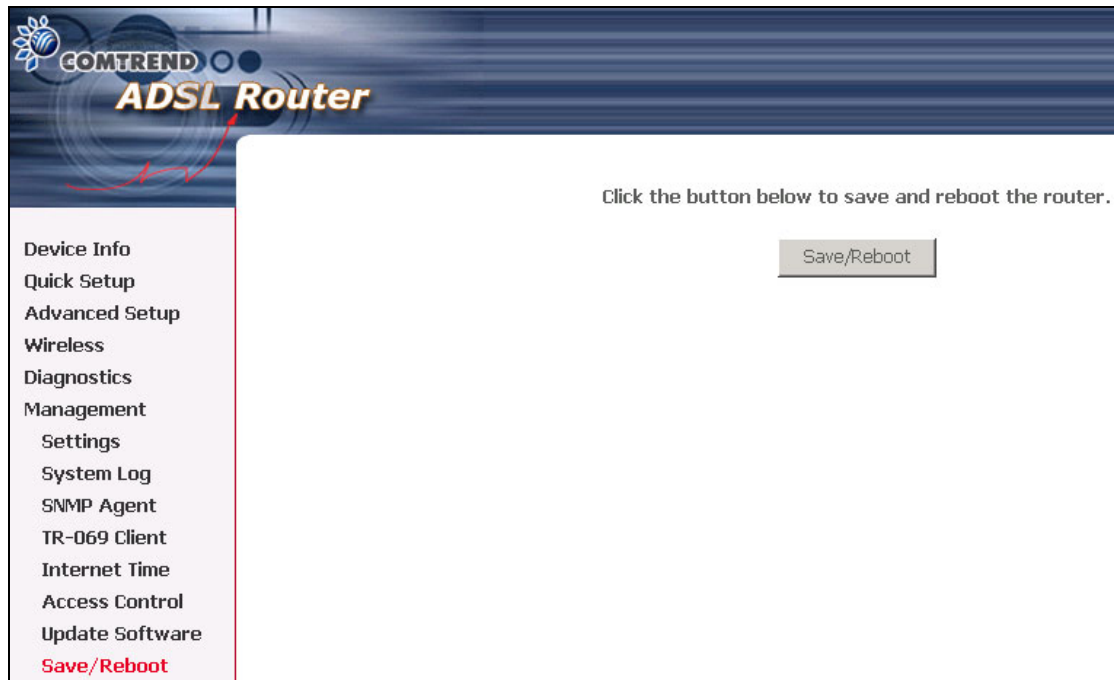 COMTREND
ADSL Router
Click the button below to save and reboot the router.
Save/Reboot
Device Info
Quick Setup
Advanced Setup
Wireless
Diagnostics
Management
Settings
System Log
SNMP Agent
TR-069 Client
Internet Time
Access Control
Update Software
Save/Reboot